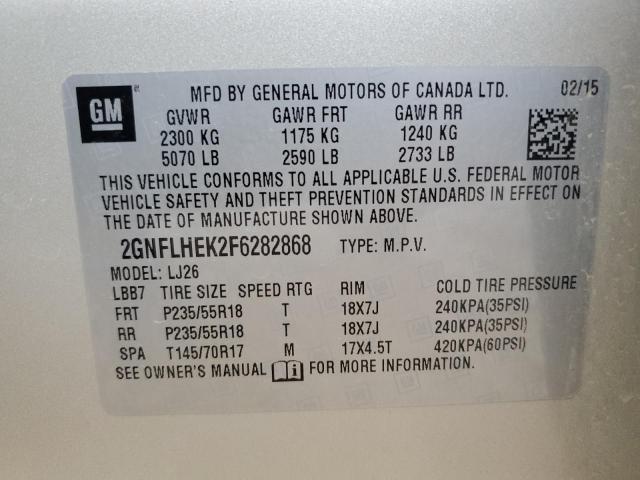 GM
MFD BY GENERAL MOTORS OF CANADA LTD. 02/15
GVWR GAWR FRT GAWR RR
2300 KG 1175 KG 1240 KG
5070 LB 2590 LB 2733 LB
THIS VEHICLE CONFORMS TO ALL APPLICABLE U.S. FEDERAL MOTOR
VEHICLE SAFETY AND THEFT PREVENTION STANDARDS IN EFFECT ON
THE DATE OF MANUFACTURE SHOWN ABOVE.
2GNFLHEK2F6282868 TYPE: M.P.V.
MODEL: LJ26
LBB7 TIRE SIZE SPEED RTG RIM COLD TIRE PRESSURE
FRT P235/55R18 T 18X7J 240KPA(35PSI)
RR P235/55R18 T 18X7J 240KPA(35PSI)
SPA T145/70R17 M 17X4.5T 420KPA(60PSI)
SEE OWNER'S MANUAL i FOR MORE INFORMATION.